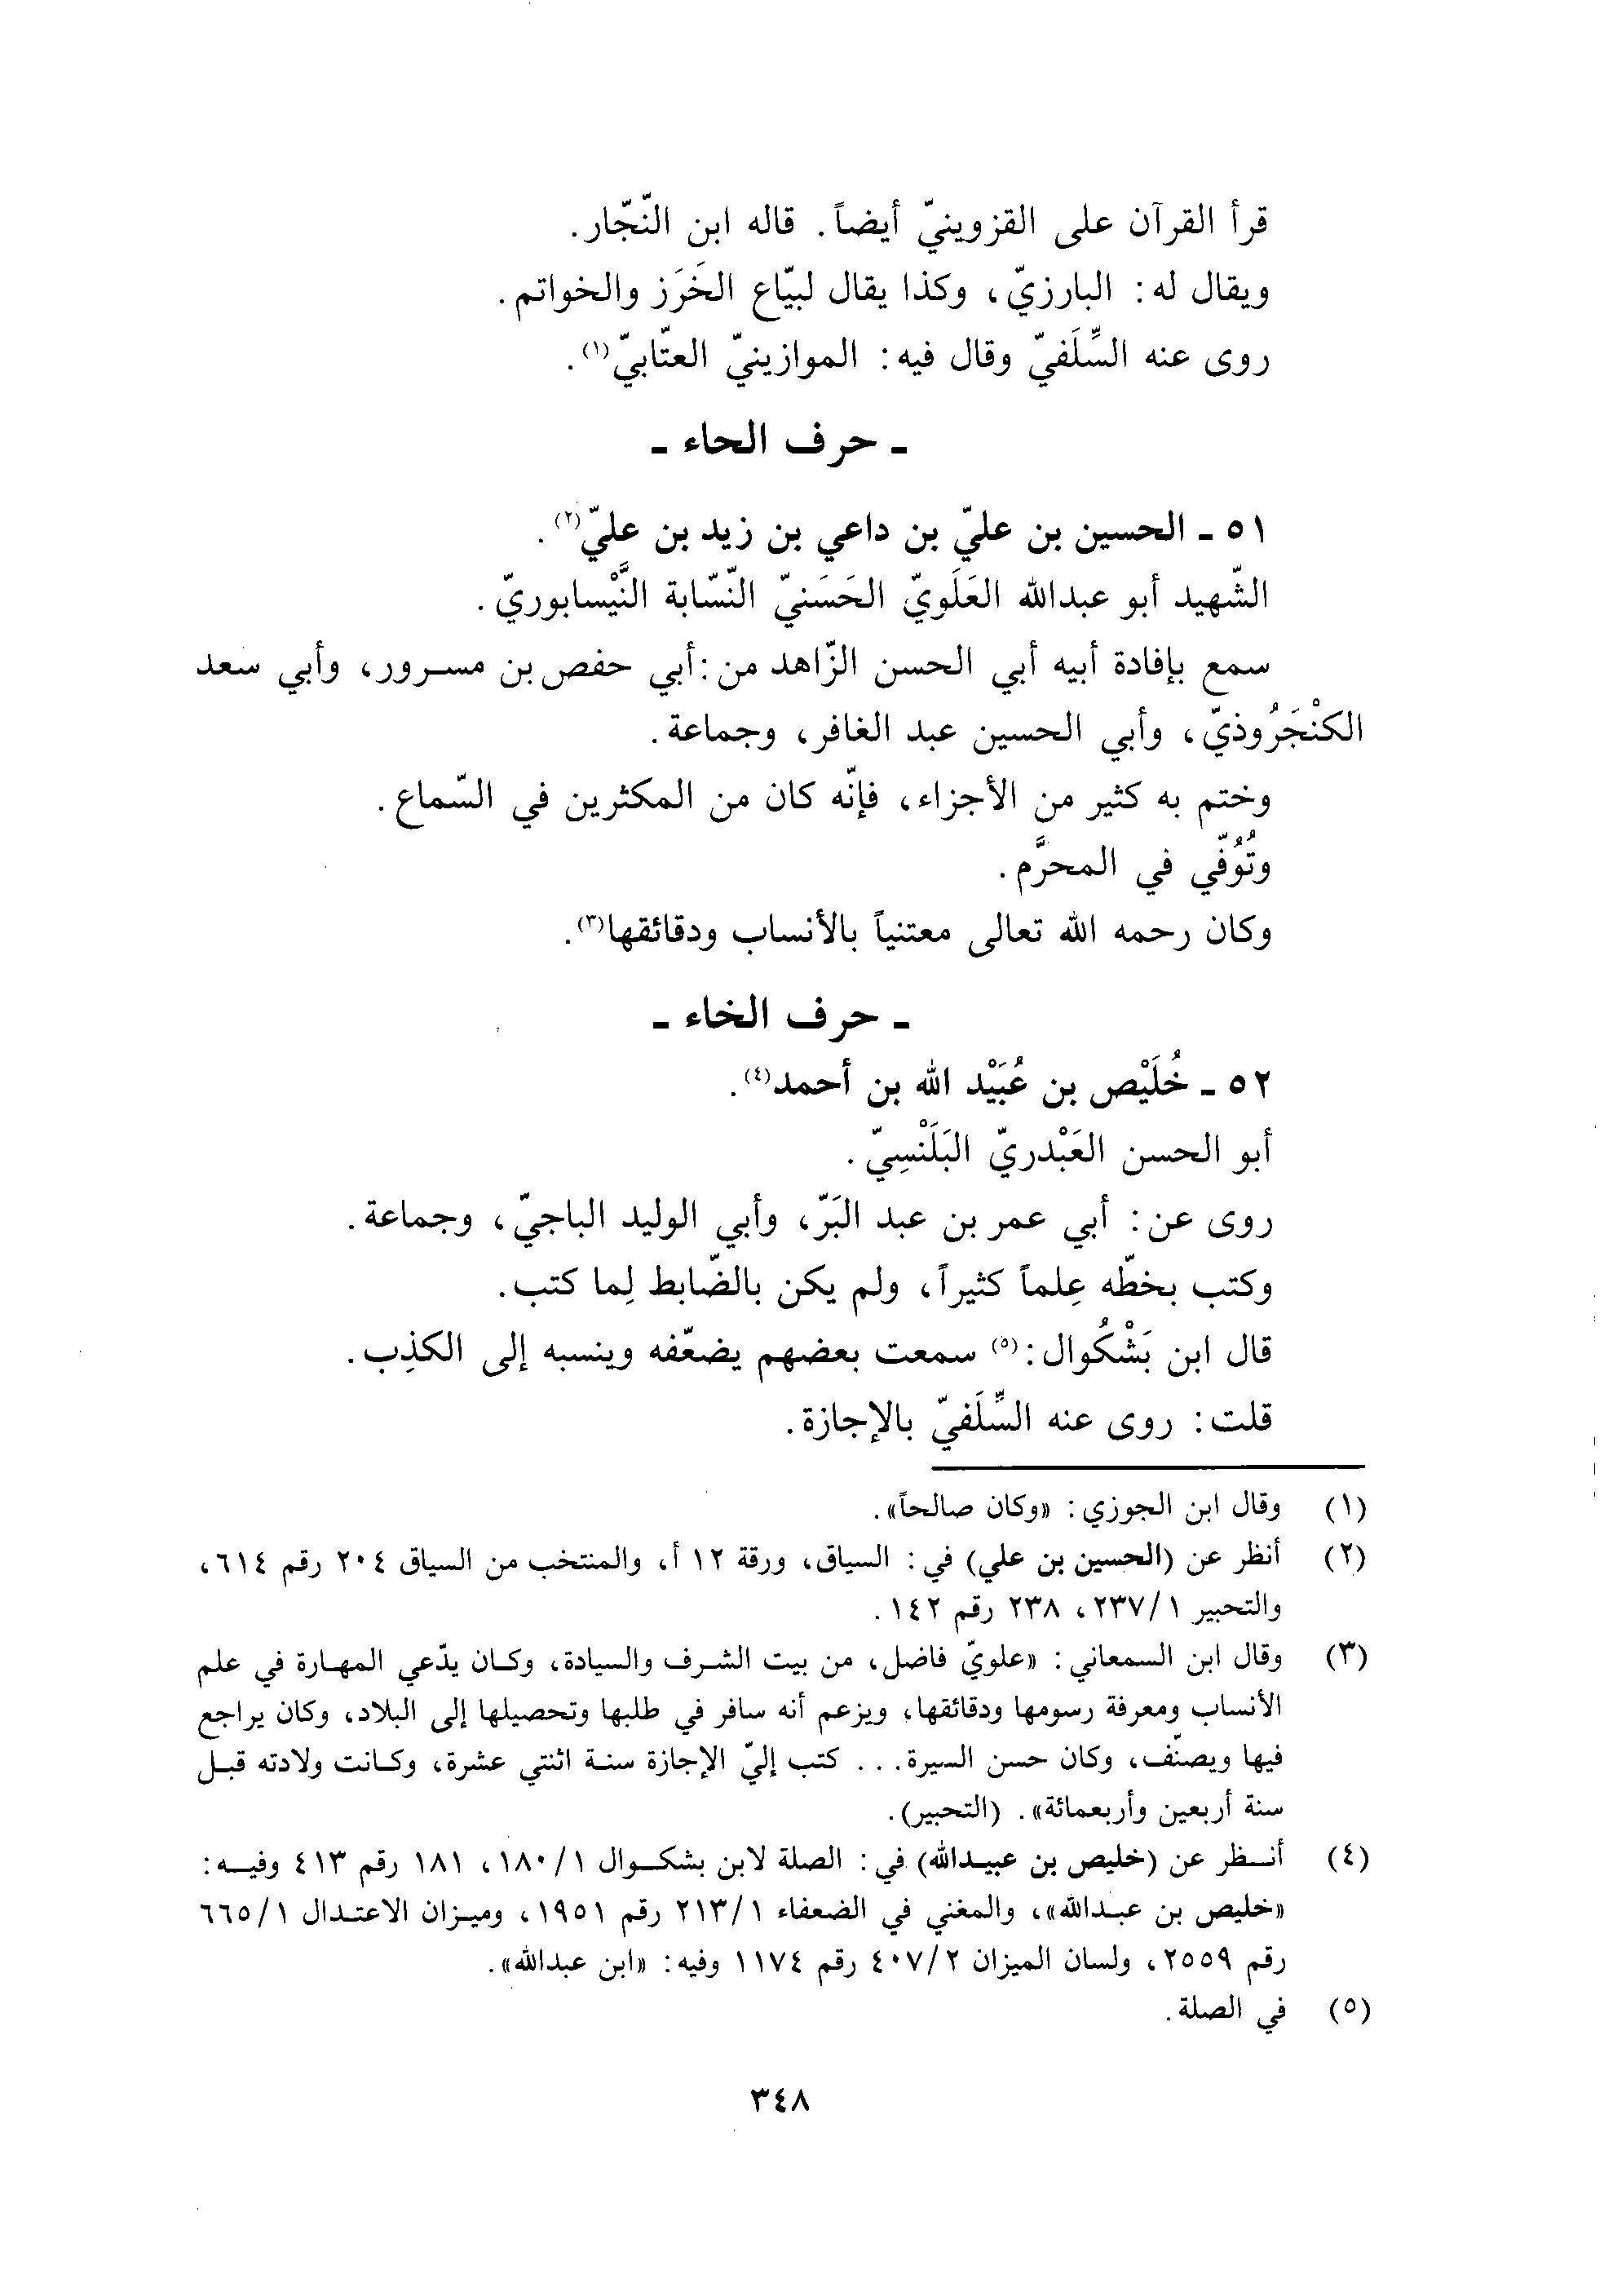 قرأ القرآن على القزوينيّ أيضاً. قاله ابن النّجّار.
ويقال له: البارزيّ، وكذا يقال لبيّاع الخَرَز والخواتم.
روى عنه السِّلَفيّ وقال فيه: الموازينيّ العتّابيّ(١).
ـ حرف الحاء ـ
٥١ ـ الحسين بن عليّ بن داعي بن زيد بن عليّ(٢).
الشّهيد أبو عبدالله العَلَويّ الحَسَنيّ النّسّابة النَّيْسابوريّ.
سمع بإفادة أبيه أبي الحسن الزّاهد من: أبي حفص بن مسرور، وأبي سعد
الكنْجَرُوذيّ، وأبي الحسين عبد الغافر، وجماعة.
وختم به كثير من الأجزاء، فإنّه كان من المكثرين في السّماع.
وتُوُفّي في المحرَّم.
وكان رحمه الله تعالى معتنياً بالأنساب ودقائقها(٣).
ـ حرف الخاء ـ
٥٢ ـ خُلَيْص بن عُبَيْد الله بن أحمد(٤).
أبو الحسن العَبْدريّ البَلَنْسِيّ.
روى عن: أبي عمر بن عبد البَرّ، وأبي الوليد الباجيّ، وجماعة.
وكتب بخطّه عِلماً كثيراً، ولم يكن بالضّابط لِما كتب.
قال ابن بَشْكُوال:(٥) سمعت بعضهم يضعّفه وينسبه إلى الكذِب.
قلت: روى عنه السِّلَفيّ بالإجازة.
(١) وقال ابن الجوزي: «وكان صالحاً».
(٢) أنظر عن (الحسين بن علي) في: السياق، ورقة ١٢ أ، والمنتخب من السياق ٢٠٤ رقم ٦١٤،
والتحبير ٢٣٧/١، ٢٣٨ رقم ١٤٢.
(٣) وقال ابن السمعاني: «علويّ فاضل، من بيت الشرف والسيادة، وكان يدّعي المهارة في علم
الأنساب ومعرفة رسومها ودقائقها، ويزعم أنه سافر في طلبها وتحصيلها إلى البلاد، وكان يراجع
فيها ويصنّف، وكان حسن السيرة... كتب إليّ الإجازة سنة اثنتي عشرة، وكانت ولادته قبل
سنة أربعين وأربعمائة». (التحبير).
(٤) أنظر عن (خليص بن عبيدالله) في: الصلة لابن بشكوال ١٨٠/١، ١٨١ رقم ٤١٣ وفيه:
«خليص بن عبدالله»، والمغني في الضعفاء ٢١٣/١ رقم ١٩٥١، وميزان الاعتدال ٦٦٥/١
رقم ٢٥٥٩، ولسان الميزان ٤٠٧/٢ رقم ١١٧٤ وفيه: «ابن عبدالله».
(٥) في الصلة.
٣٤٨